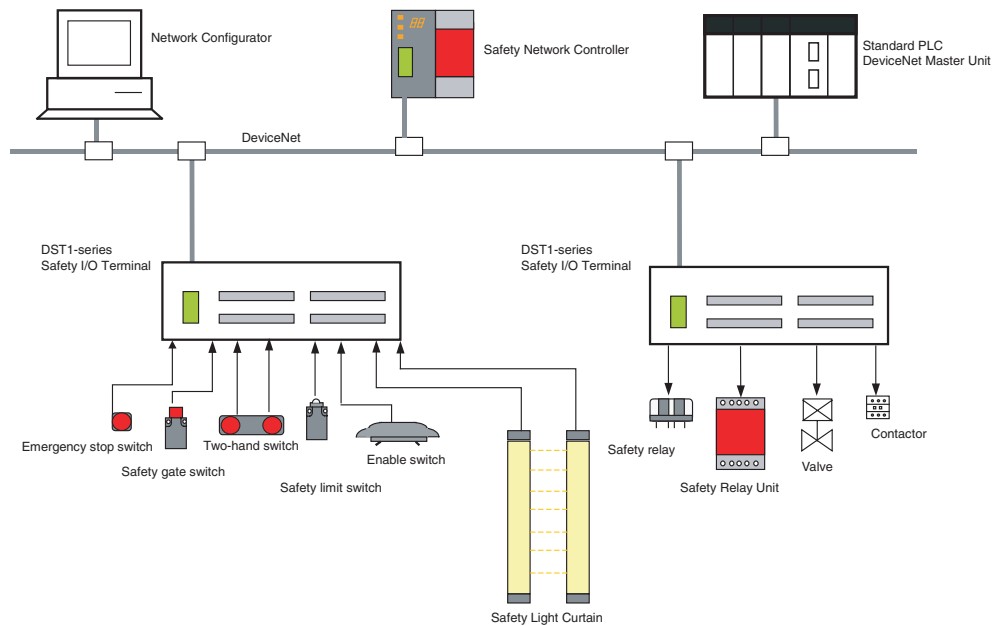 Network Configurator
Safety Network Controller
Standard PLC
DeviceNet Master Unit
DeviceNet
DST1-series
Safety I/O Terminal
DST1-series
Safety I/O Terminal
Emergency stop switch
Safety gate switch
Two-hand switch
Safety limit switch
Enable switch
Safety Light Curtain
Safety relay
Safety Relay Unit
Valve
Contactor